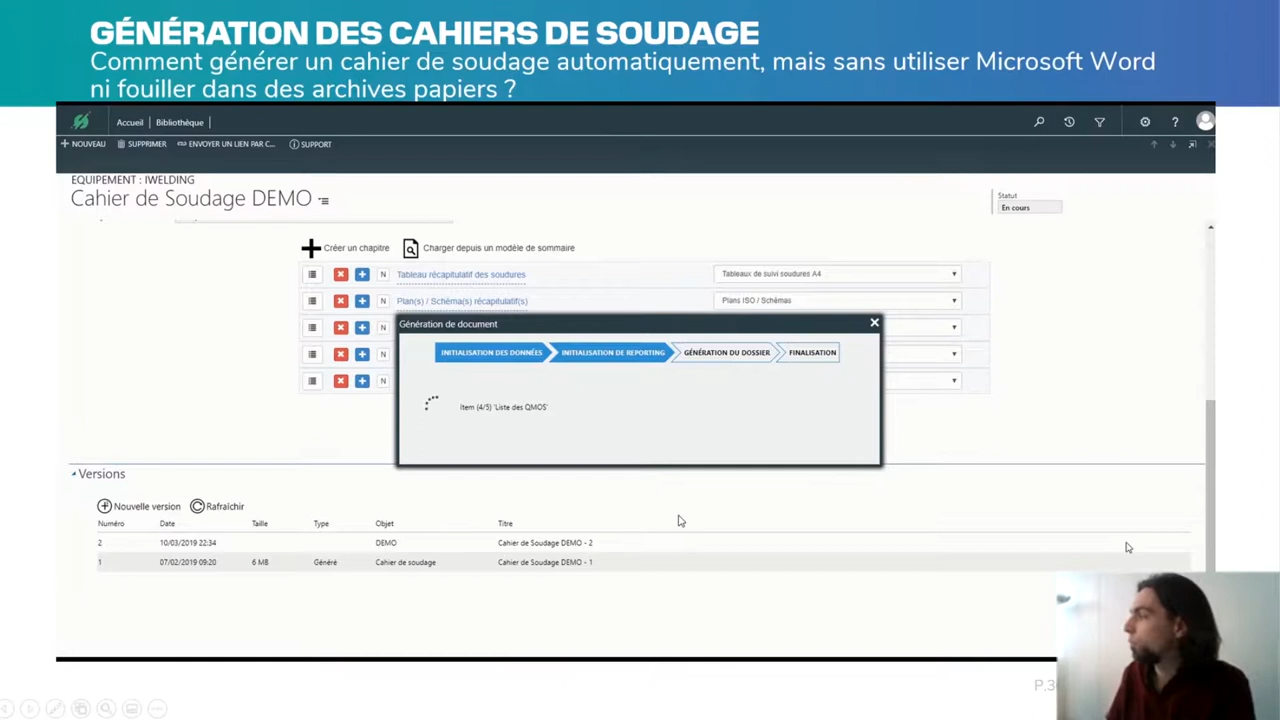 GÉNÉRATION DES CAHIERS DE SOUDAGE
Comment générer un cahier de soudage automatiquement, mais sans utiliser Microsoft Word
ni fouiller dans des archives papiers ?
Accueil Bibliothèque
NOUVEAU SUPPRIMER ENVOYER UN LIEN PAR C... SUPPORT
EQUIPEMENT : IWELDING
Cahier de Soudage DEMO
Statut
En cours
Créer un chapitre Charger depuis un modèle de sommaire
N Tableau récapitulatif des soudures Tableaux de suivi soudures A4
N Plan(s) / Schéma(s) récapitulatif(s) Plans ISO / Schémas
N
N
N
Génération de document
INITIALISATION DES DONNÉES INITIALISATION DE REPORTING GÉNÉRATION DU DOSSIER FINALISATION
Item (4/5) 'Liste des QMOS'
Versions
Nouvelle version Rafraîchir
Numéro Date Taille Type Objet Titre
2 10/03/2019 22:34 DEMO Cahier de Soudage DEMO - 2
1 07/02/2019 09:20 6 MB Généré Cahier de soudage Cahier de Soudage DEMO - 1